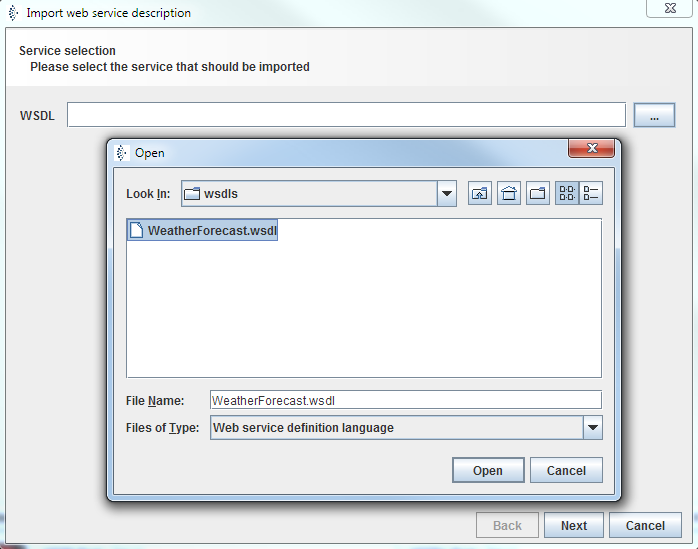 Import web service description
Service selection
Please select the service that should be imported
WSDL
...
Open
Look In:
wsdls
WeatherForecast.wsdl
File Name:
WeatherForecast.wsdl
Files of Type:
Web service definition language
Open
Cancel
Back
Next
Cancel